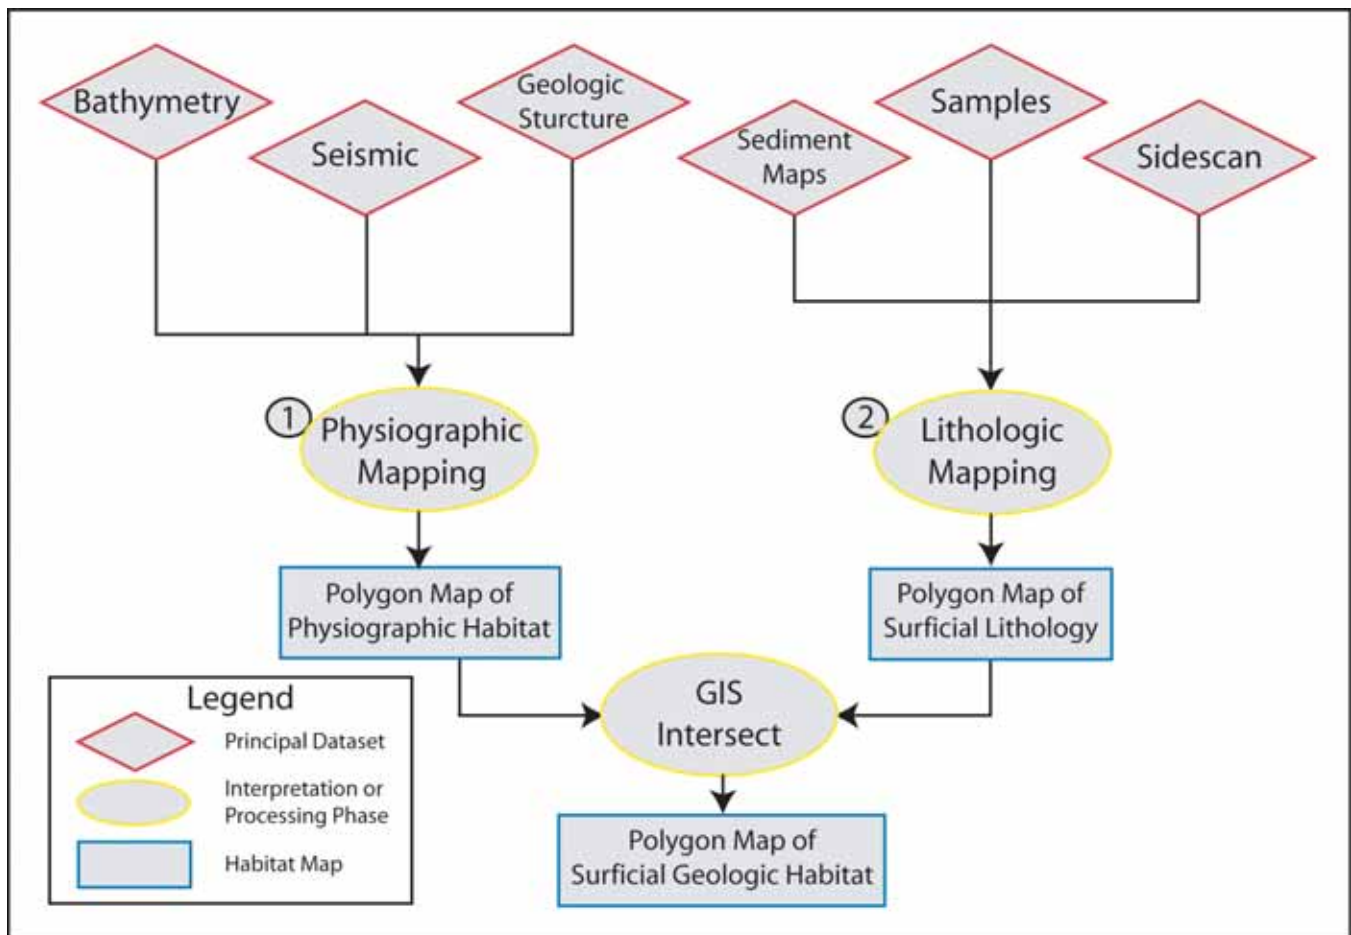 Bathymetry
Seismic
Geologic
Sturcture
Sediment
Maps
Samples
Sidescan
1
Physiographic
Mapping
2
Lithologic
Mapping
Polygon Map of
Physiographic Habitat
Polygon Map of
Surficial Lithology
GIS
Intersect
Polygon Map of
Surficial Geologic Habitat
Legend
Principal Dataset
Interpretation or
Processing Phase
Habitat Map